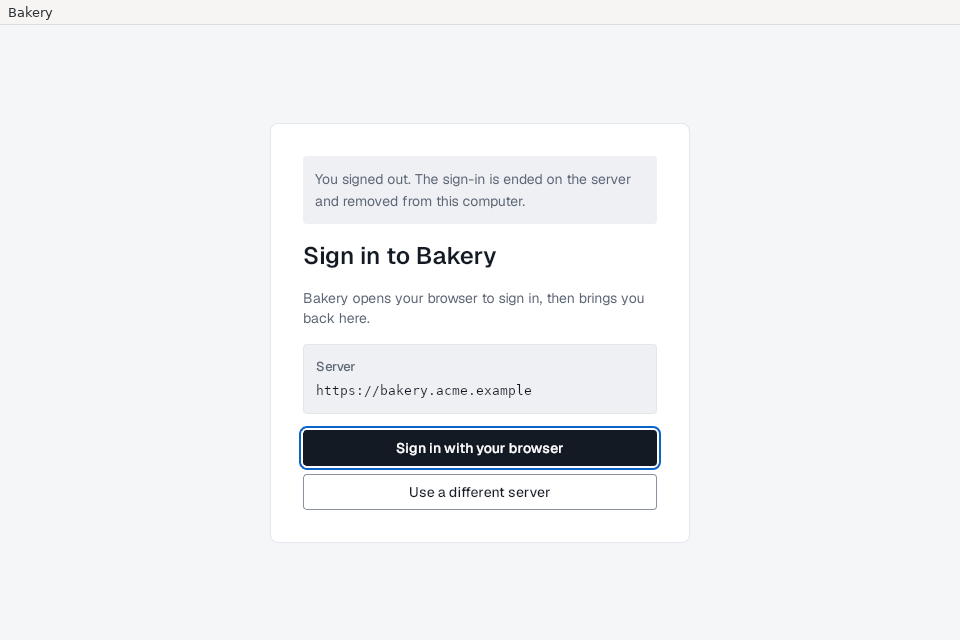 Bakery
You signed out. The sign-in is ended on the server
and removed from this computer.
Sign in to Bakery
Bakery opens your browser to sign in, then brings you
back here.
Server
https://bakery.acme.example
Sign in with your browser
Use a different server